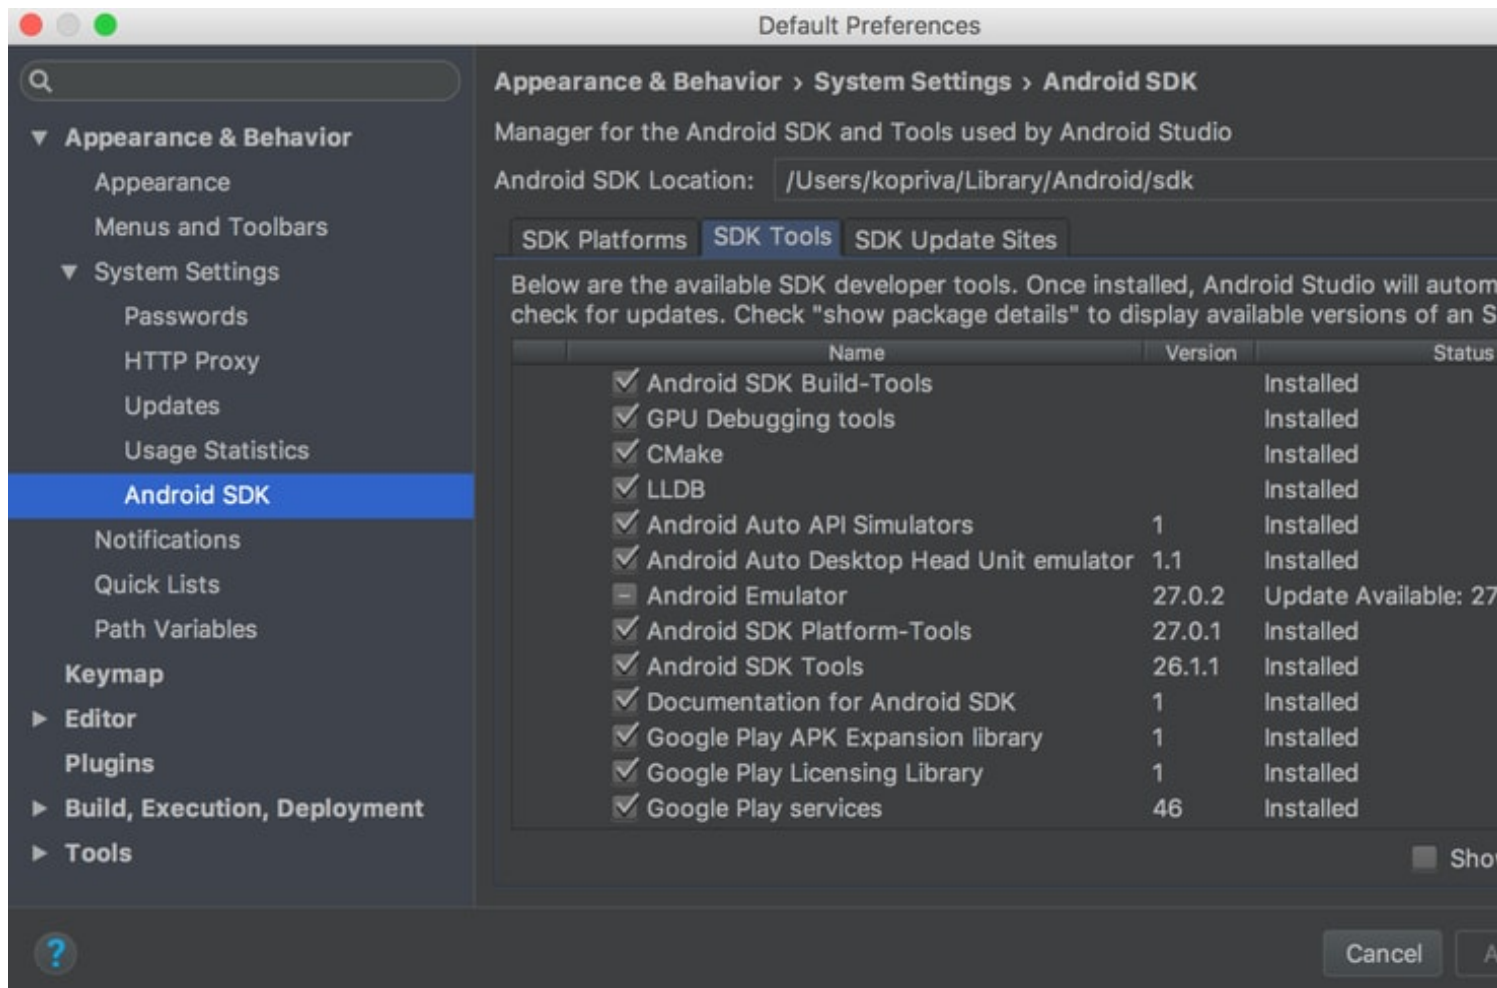 Default Preferences
Appearance & Behavior
Appearance
Menus and Toolbars
System Settings
Passwords
HTTP Proxy
Updates
Usage Statistics
Android SDK
Notifications
Quick Lists
Path Variables
Keymap
Editor
Plugins
Build, Execution, Deployment
Tools
Appearance & Behavior › System Settings › Android SDK
Manager for the Android SDK and Tools used by Android Studio
Android SDK Location: /Users/kopriva/Library/Android/sdk
SDK Platforms SDK Tools SDK Update Sites
Below are the available SDK developer tools. Once installed, Android Studio will autom
check for updates. Check "show package details" to display available versions of an S
Name Version Status
Android SDK Build-Tools Installed
GPU Debugging tools Installed
CMake Installed
LLDB Installed
Android Auto API Simulators 1 Installed
Android Auto Desktop Head Unit emulator 1.1 Installed
Android Emulator 27.0.2 Update Available: 27
Android SDK Platform-Tools 27.0.1 Installed
Android SDK Tools 26.1.1 Installed
Documentation for Android SDK 1 Installed
Google Play APK Expansion library 1 Installed
Google Play Licensing Library 1 Installed
Google Play services 46 Installed
Sho
? Cancel A